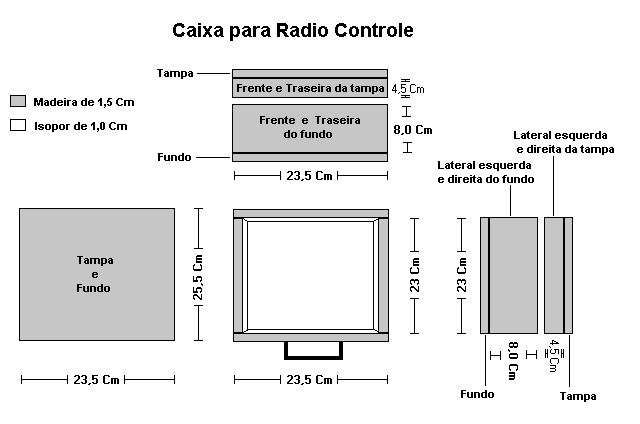 Caixa para Radio Controle
Tampa
Frente e Traseira da tampa
4,5 Cm
Madeira de 1,5 Cm
Isopor de 1,0 Cm
Frente e Traseira
do fundo
8,0 Cm
Fundo
23,5 Cm
Lateral esquerda
e direita da tampa
Lateral esquerda
e direita do fundo
Tampa
e
Fundo
25,5 Cm
23 Cm
23 Cm
23,5 Cm
23,5 Cm
8,0 Cm
4,5 Cm
Fundo
Tampa